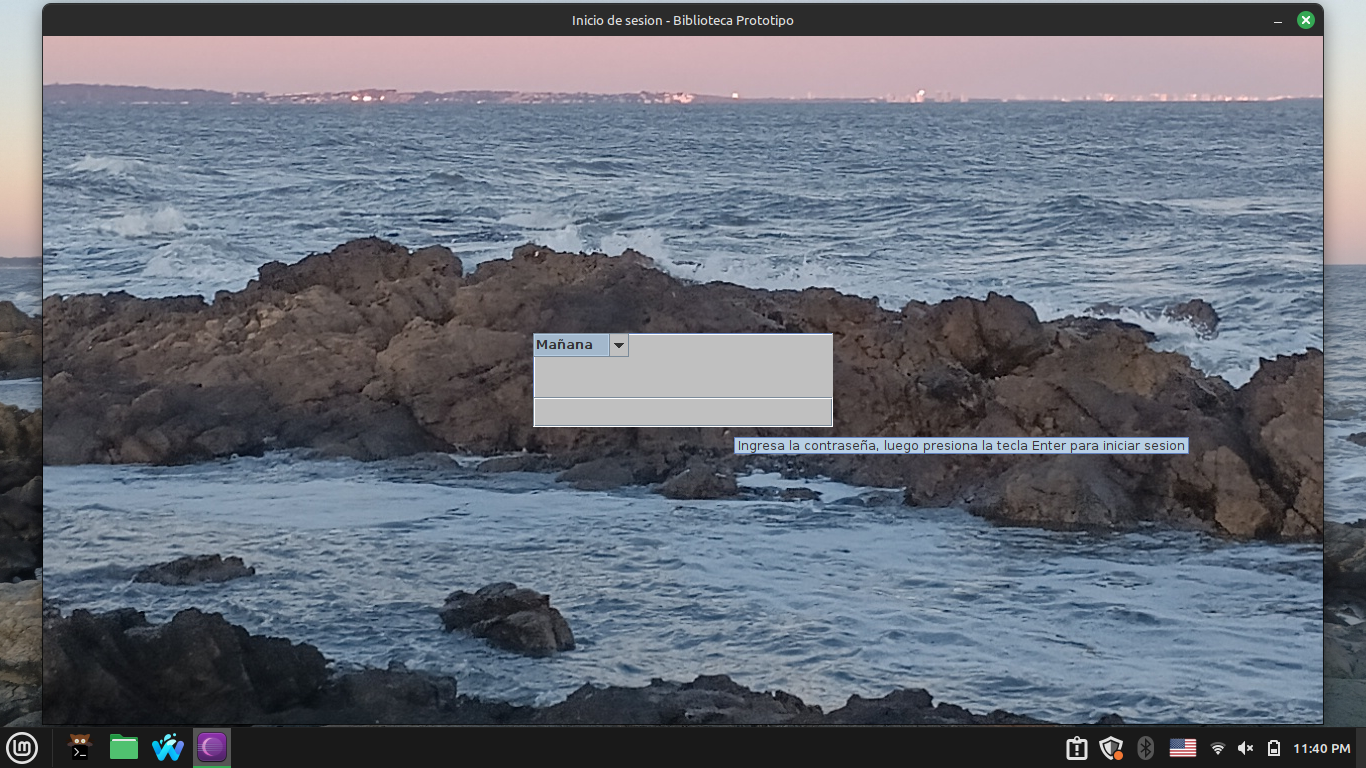 Inicio de sesion - Biblioteca Prototipo
Mañana
Ingresa la contraseña, luego presiona la tecla Enter para iniciar sesion
11:40 PM